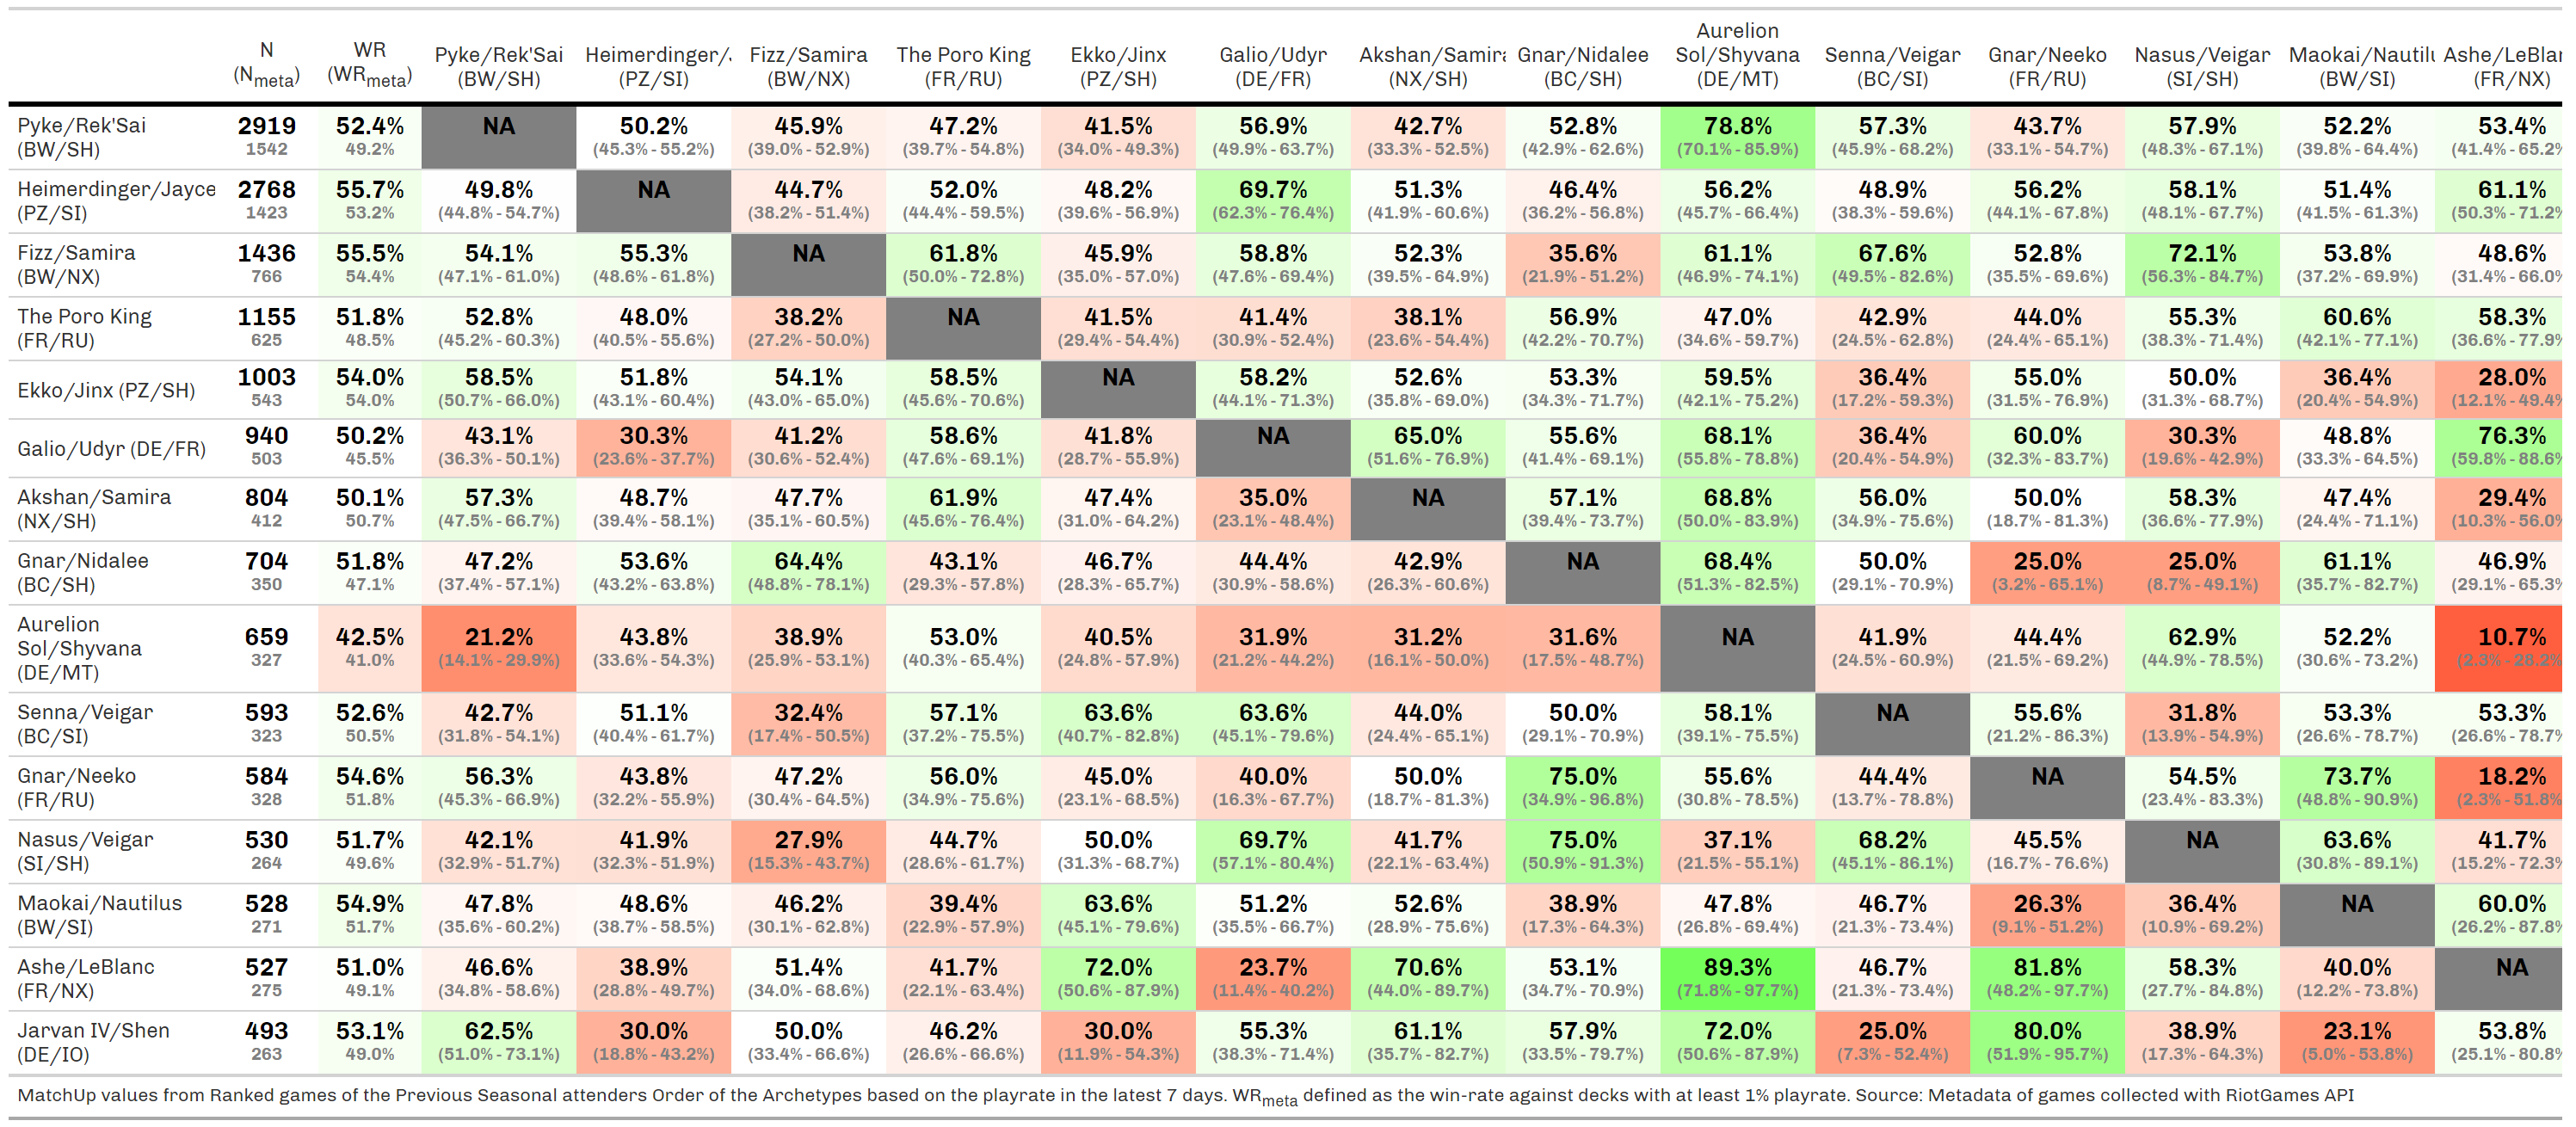 Aurelion
N WR Pyke/Rek'Sai Heimerdinger/ Fizz/Samira The Poro King Ekko/Jinx Galio/Udyr Akshan/Samira Gnar/Nidalee Sol/Shyvana Senna/Veigar Gnar/Neeko Nasus/Veigar Maokai/Nautilu Ashe/LeBlan
(Nmeta) (WRmeta) (BW/SH) (PZ/SI) (BW/NX) (FR/RU) (PZ/SH) (DE/FR) (NX/SH) (BC/SH) (DE/MT) (BC/SI) (FR/RU) (SI/SH) (BW/SI) (FR/NX)
Pyke/Rek'Sai 2919 52.4% NA 50.2% 45.9% 47.2% 41.5% 56.9% 42.7% 52.8% 78.8% 57.3% 43.7% 57.9% 52.2% 53.4%
(BW/SH) 1542 49.2% (45.3% - 55.2%) (39.0% - 52.9%) (39.7% - 54.8%) (34.0% - 49.3%) (49.9% - 63.7%) (33.3% - 52.5%) (42.9% - 62.6%) (70.1% - 85.9%) (45.9% - 68.2%) (33.1% - 54.7%) (48.3% - 67.1%) (39.8% - 64.4%) (41.4% - 65.2%
Heimerdinger/Jayce 2768 55.7% 49.8% NA 44.7% 52.0% 48.2% 69.7% 51.3% 46.4% 56.2% 48.9% 56.2% 58.1% 51.4% 61.1%
(PZ/SI) 1423 53.2% (44.8% - 54.7%) (38.2% - 51.4%) (44.4% - 59.5%) (39.6% - 56.9%) (62.3% - 76.4%) (41.9% - 60.6%) (36.2% - 56.8%) (45.7% - 66.4%) (38.3% - 59.6%) (44.1% - 67.8%) (48.1% - 67.7%) (41.5% - 61.3%) (50.3% - 71.2%
Fizz/Samira 1436 55.5% 54.1% 55.3% NA 61.8% 45.9% 58.8% 52.3% 35.6% 61.1% 67.6% 52.8% 72.1% 53.8% 48.6%
(BW/NX) 766 54.4% (47.1% - 61.0%) (48.6% - 61.8%) (50.0% - 72.8%) (35.0% - 57.0%) (47.6% - 69.4%) (39.5% - 64.9%) (21.9% - 51.2%) (46.9% - 74.1%) (49.5% - 82.6%) (35.5% - 69.6%) (56.3% - 84.7%) (37.2% - 69.9%) (31.4% - 66.0%
The Poro King 1155 51.8% 52.8% 48.0% 38.2% NA 41.5% 41.4% 38.1% 56.9% 47.0% 42.9% 44.0% 55.3% 60.6% 58.3%
(FR/RU) 625 48.5% (45.2% - 60.3%) (40.5% - 55.6%) (27.2% - 50.0%) (29.4% - 54.4%) (30.9% - 52.4%) (23.6% - 54.4%) (42.2% - 70.7%) (34.6% - 59.7%) (24.5% - 62.8%) (24.4% - 65.1%) (38.3% - 71.4%) (42.1% - 77.1%) (36.6% - 77.9%
Ekko/Jinx (PZ/SH) 1003 54.0% 58.5% 51.8% 54.1% 58.5% NA 58.2% 52.6% 53.3% 59.5% 36.4% 55.0% 50.0% 36.4% 28.0%
543 54.0% (50.7% - 66.0%) (43.1% - 60.4%) (43.0% - 65.0%) (45.6% - 70.6%) (44.1% - 71.3%) (35.8% - 69.0%) (34.3% - 71.7%) (42.1% - 75.2%) (17.2% - 59.3%) (31.5% - 76.9%) (31.3% - 68.7%) (20.4% - 54.9%) (12.1% - 49.4%
Galio/Udyr (DE/FR) 940 50.2% 43.1% 30.3% 41.2% 58.6% 41.8% NA 65.0% 55.6% 68.1% 36.4% 60.0% 30.3% 48.8% 76.3%
503 45.5% (36.3% - 50.1%) (23.6% - 37.7%) (30.6% - 52.4%) (47.6% - 69.1%) (28.7% - 55.9%) (51.6% - 76.9%) (41.4% - 69.1%) (55.8% - 78.8%) (20.4% - 54.9%) (32.3% - 83.7%) (19.6% - 42.9%) (33.3% - 64.5%) (59.8% - 88.6%
Akshan/Samira 804 50.1% 57.3% 48.7% 47.7% 61.9% 47.4% 35.0% NA 57.1% 68.8% 56.0% 50.0% 58.3% 47.4% 29.4%
(NX/SH) 412 50.7% (47.5% - 66.7%) (39.4% - 58.1%) (35.1% - 60.5%) (45.6% - 76.4%) (31.0% - 64.2%) (23.1% - 48.4%) (39.4% - 73.7%) (50.0% - 83.9%) (34.9% - 75.6%) (18.7% - 81.3%) (36.6% - 77.9%) (24.4% - 71.1%) (10.3% - 56.0%
Gnar/Nidalee 704 51.8% 47.2% 53.6% 64.4% 43.1% 46.7% 44.4% 42.9% NA 68.4% 50.0% 25.0% 25.0% 61.1% 46.9%
(BC/SH) 350 47.1% (37.4% - 57.1%) (43.2% - 63.8%) (48.8% - 78.1%) (29.3% - 57.8%) (28.3% - 65.7%) (30.9% - 58.6%) (26.3% - 60.6%) (51.3% - 82.5%) (29.1% - 70.9%) (3.2% - 65.1%) (8.7% - 49.1%) (35.7% - 82.7%) (29.1% - 65.3%
Aurelion
Sol/Shyvana 659 42.5% 21.2% 43.8% 38.9% 53.0% 40.5% 31.9% 31.2% 31.6% NA 41.9% 44.4% 62.9% 52.2% 10.7%
(DE/MT) 327 41.0% (14.1% - 29.9%) (33.6% - 54.3%) (25.9% - 53.1%) (40.3% - 65.4%) (24.8% - 57.9%) (21.2% - 44.2%) (16.1% - 50.0%) (17.5% - 48.7%) (24.5% - 60.9%) (21.5% - 69.2%) (44.9% - 78.5%) (30.6% - 73.2%) (2.3% - 28.2%
Senna/Veigar 593 52.6% 42.7% 51.1% 32.4% 57.1% 63.6% 63.6% 44.0% 50.0% 58.1% NA 55.6% 31.8% 53.3% 53.3%
(BC/SI) 323 50.5% (31.8% - 54.1%) (40.4% - 61.7%) (17.4% - 50.5%) (37.2% - 75.5%) (40.7% - 82.8%) (45.1% - 79.6%) (24.4% - 65.1%) (29.1% - 70.9%) (39.1% - 75.5%) (21.2% - 86.3%) (13.9% - 54.9%) (26.6% - 78.7%) (26.6% - 78.7%
Gnar/Neeko 584 54.6% 56.3% 43.8% 47.2% 56.0% 45.0% 40.0% 50.0% 75.0% 55.6% 44.4% NA 54.5% 73.7% 18.2%
(FR/RU) 328 51.8% (45.3% - 66.9%) (32.2% - 55.9%) (30.4% - 64.5%) (34.9% - 75.6%) (23.1% - 68.5%) (16.3% - 67.7%) (18.7% - 81.3%) (34.9% - 96.8%) (30.8% - 78.5%) (13.7% - 78.8%) (23.4% - 83.3%) (48.8% - 90.9%) (2.3% - 51.8%
Nasus/Veigar 530 51.7% 42.1% 41.9% 27.9% 44.7% 50.0% 69.7% 41.7% 75.0% 37.1% 68.2% 45.5% NA 63.6% 41.7%
(SI/SH) 264 49.6% (32.9% - 51.7%) (32.3% - 51.9%) (15.3% - 43.7%) (28.6% - 61.7%) (31.3% - 68.7%) (57.1% - 80.4%) (22.1% - 63.4%) (50.9% - 91.3%) (21.5% - 55.1%) (45.1% - 86.1%) (16.7% - 76.6%) (30.8% - 89.1%) (15.2% - 72.3%
Maokai/Nautilus 528 54.9% 47.8% 48.6% 46.2% 39.4% 63.6% 51.2% 52.6% 38.9% 47.8% 46.7% 26.3% 36.4% NA 60.0%
(BW/SI) 271 51.7% (35.6% - 60.2%) (38.7% - 58.5%) (30.1% - 62.8%) (22.9% - 57.9%) (45.1% - 79.6%) (35.5% - 66.7%) (28.9% - 75.6%) (17.3% - 64.3%) (26.8% - 69.4%) (21.3% - 73.4%) (9.1% - 51.2%) (10.9% - 69.2%) (26.2% - 87.8%
Ashe/LeBlanc 527 51.0% 46.6% 38.9% 51.4% 41.7% 72.0% 23.7% 70.6% 53.1% 89.3% 46.7% 81.8% 58.3% 40.0% NA
(FR/NX) 275 49.1% (34.8% - 58.6%) (28.8% - 49.7%) (34.0% - 68.6%) (22.1% - 63.4%) (50.6% - 87.9%) (11.4% - 40.2%) (44.0% - 89.7%) (34.7% - 70.9%) (71.8% - 97.7%) (21.3% - 73.4%) (48.2% - 97.7%) (27.7% - 84.8%) (12.2% - 73.8%)
Jarvan IV/Shen 493 53.1% 62.5% 30.0% 50.0% 46.2% 30.0% 55.3% 61.1% 57.9% 72.0% 25.0% 80.0% 38.9% 23.1% 53.8%
(DE/IO) 263 49.0% (51.0% - 73.1%) (18.8% - 43.2%) (33.4% - 66.6%) (26.6% - 66.6%) (11.9% - 54.3%) (38.3% - 71.4%) (35.7% - 82.7%) (33.5% - 79.7%) (50.6% - 87.9%) (7.3% - 52.4%) (51.9% - 95.7%) (17.3% - 64.3%) (5.0% - 53.8%) (25.1% - 80.8%
MatchUp values from Ranked games of the Previous Seasonal attenders Order of the Archetypes based on the playrate in the latest 7 days. WRmeta defined as the win-rate against decks with at least 1% playrate. Source: Metadata of games collected with RiotGames API